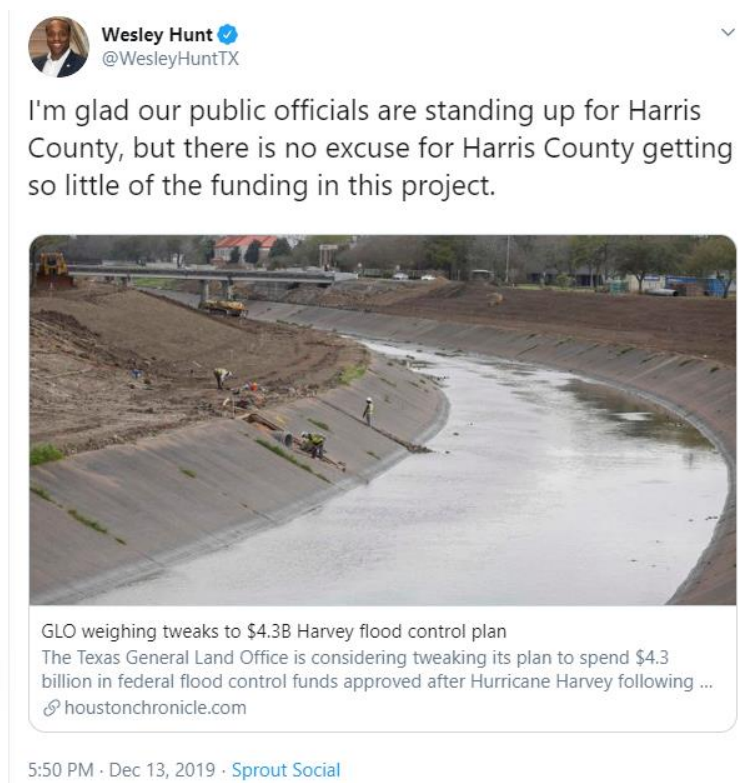 Wesley Hunt
@WesleyHuntTX
I'm glad our public officials are standing up for Harris
County, but there is no excuse for Harris County getting
so little of the funding in this project.
GLO weighing tweaks to $4.3B Harvey flood control plan
The Texas General Land Office is considering tweaking its plan to spend $4.3
billion in federal flood control funds approved after Hurricane Harvey following ...
houstonchronicle.com
5:50 PM · Dec 13, 2019 · Sprout Social